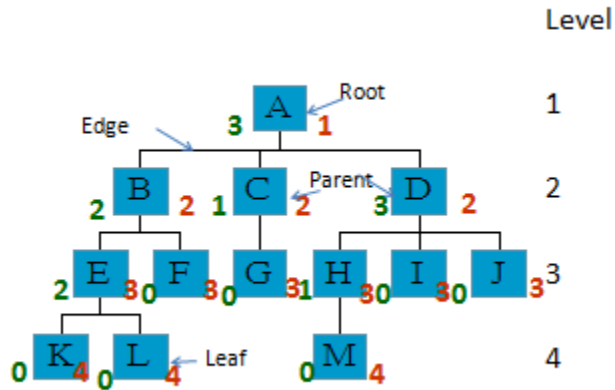 Level
A Root 1
3 1
Edge
B C Parent D 2
2 2 1 2 3 2
E F G H I J 3
2 3 0 3 0 3 1 3 0 3 0 3
K L Leaf M 4
0 4 0 4 0 4